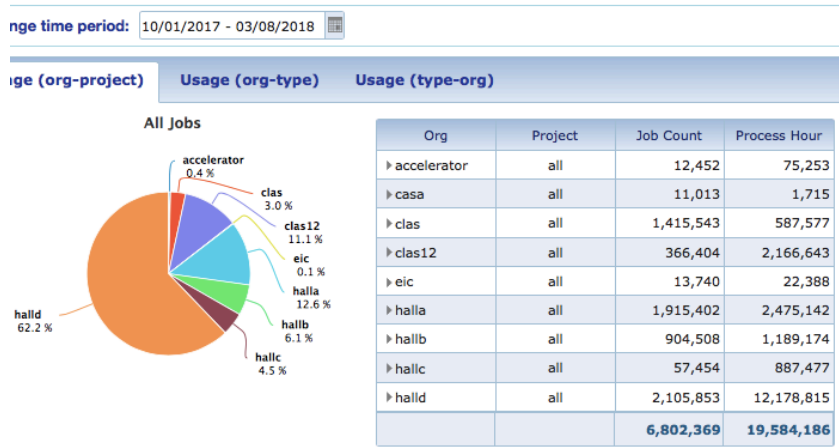 nge time period: 10/01/2017 - 03/08/2018
ge (org-project) Usage (org-type) Usage (type-org)
All Jobs
accelerator
0.4 %
clas
3.0 %
clas12
11.1 %
eic
0.1 %
halla
12.6 %
hallb
6.1 %
hallc
4.5 %
halld
62.2 %
Org Project Job Count Process Hour
accelerator all 12,452 75,253
casa all 11,013 1,715
clas all 1,415,543 587,577
clas12 all 366,404 2,166,643
eic all 13,740 22,388
halla all 1,915,402 2,475,142
hallb all 904,508 1,189,174
hallc all 57,454 887,477
halld all 2,105,853 12,178,815
6,802,369 19,584,186